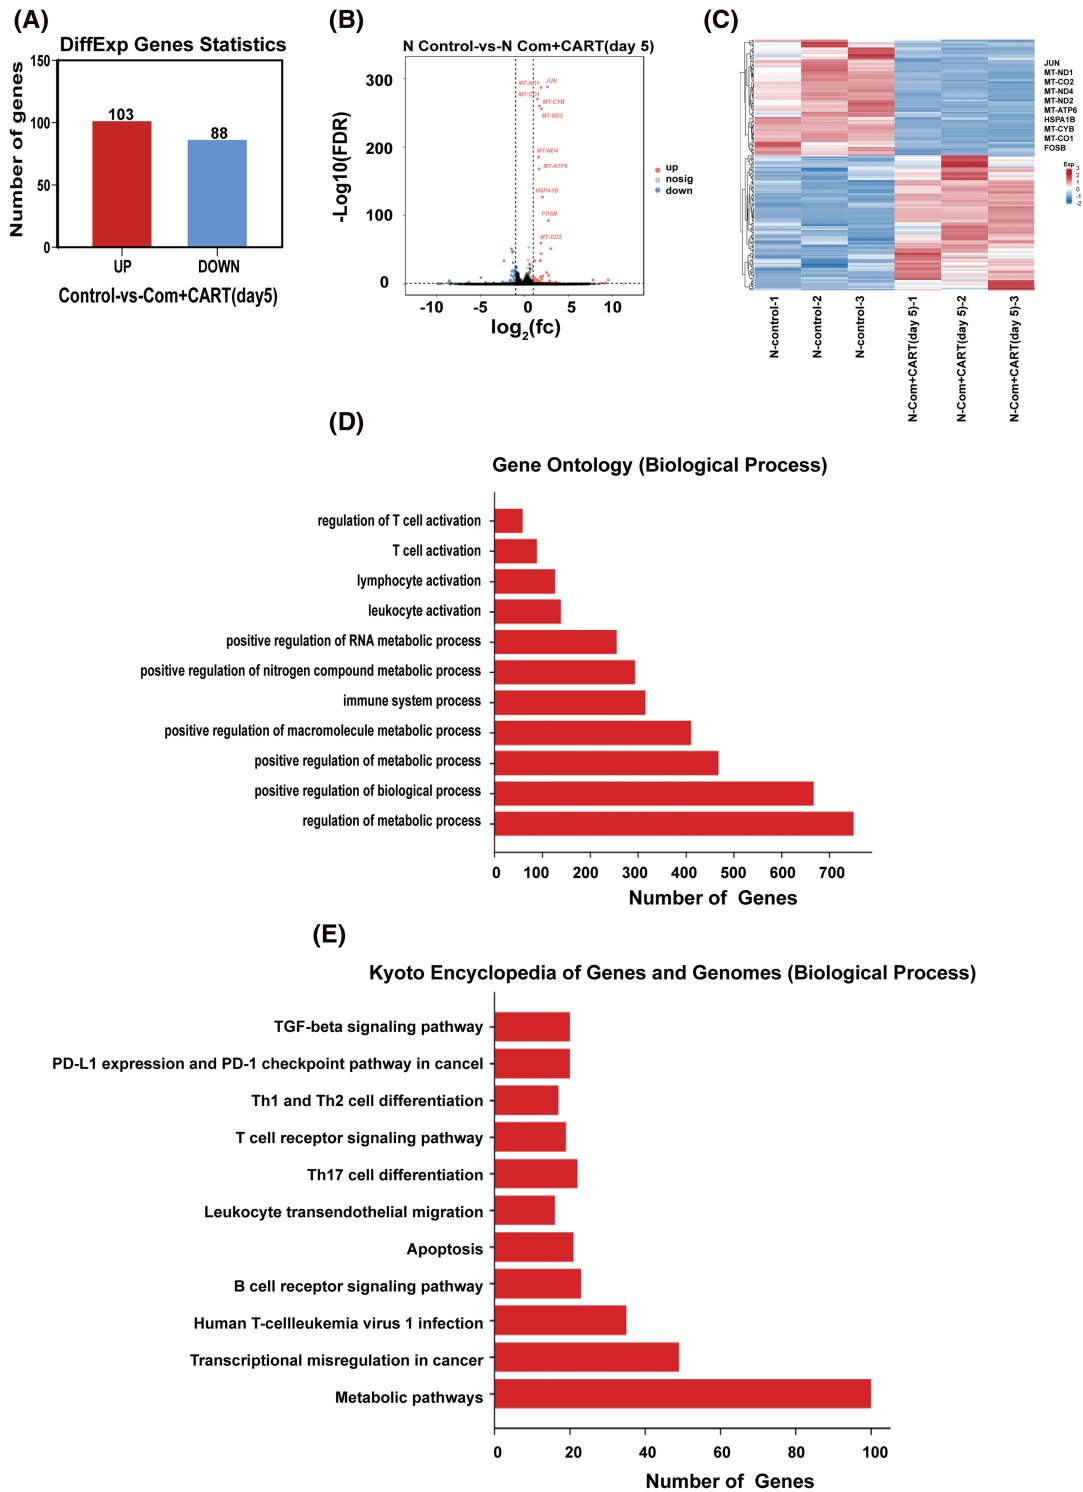 (A)
DiffExp Genes Statistics
Number of genes
150
100
50
0
103
88
UP
DOWN
Control-vs-Com+CART(day5)
(B)
N Control-vs-N Com+CART(day 5)
-Log10(FDR)
300
200
100
0
MT-ND1
JUN
MT-CO1
MT-CYB
MT-ND2
MT-ND4
MT-ATP6
HSPA1B
FOSB
MT-CO2
up
nosig
down
-10
-5
0
5
10
log2(fc)
(C)
JUN
MT-ND1
MT-CO2
MT-ND4
MT-ND2
MT-ATP6
HSPA1B
MT-CYB
MT-CO1
FOSB
Exp
3
2
1
0
-1
-2
N-control-1
N-control-2
N-control-3
N-Com+CART(day 5)-1
N-Com+CART(day 5)-2
N-Com+CART(day 5)-3
(D)
Gene Ontology (Biological Process)
regulation of T cell activation
T cell activation
lymphocyte activation
leukocyte activation
positive regulation of RNA metabolic process
positive regulation of nitrogen compound metabolic process
immune system process
positive regulation of macromolecule metabolic process
positive regulation of metabolic process
positive regulation of biological process
regulation of metabolic process
0 100 200 300 400 500 600 700
Number of Genes
(E)
Kyoto Encyclopedia of Genes and Genomes (Biological Process)
TGF-beta signaling pathway
PD-L1 expression and PD-1 checkpoint pathway in cancel
Th1 and Th2 cell differentiation
T cell receptor signaling pathway
Th17 cell differentiation
Leukocyte transendothelial migration
Apoptosis
B cell receptor signaling pathway
Human T-cellleukemia virus 1 infection
Transcriptional misregulation in cancer
Metabolic pathways
0 20 40 60 80 100
Number of Genes